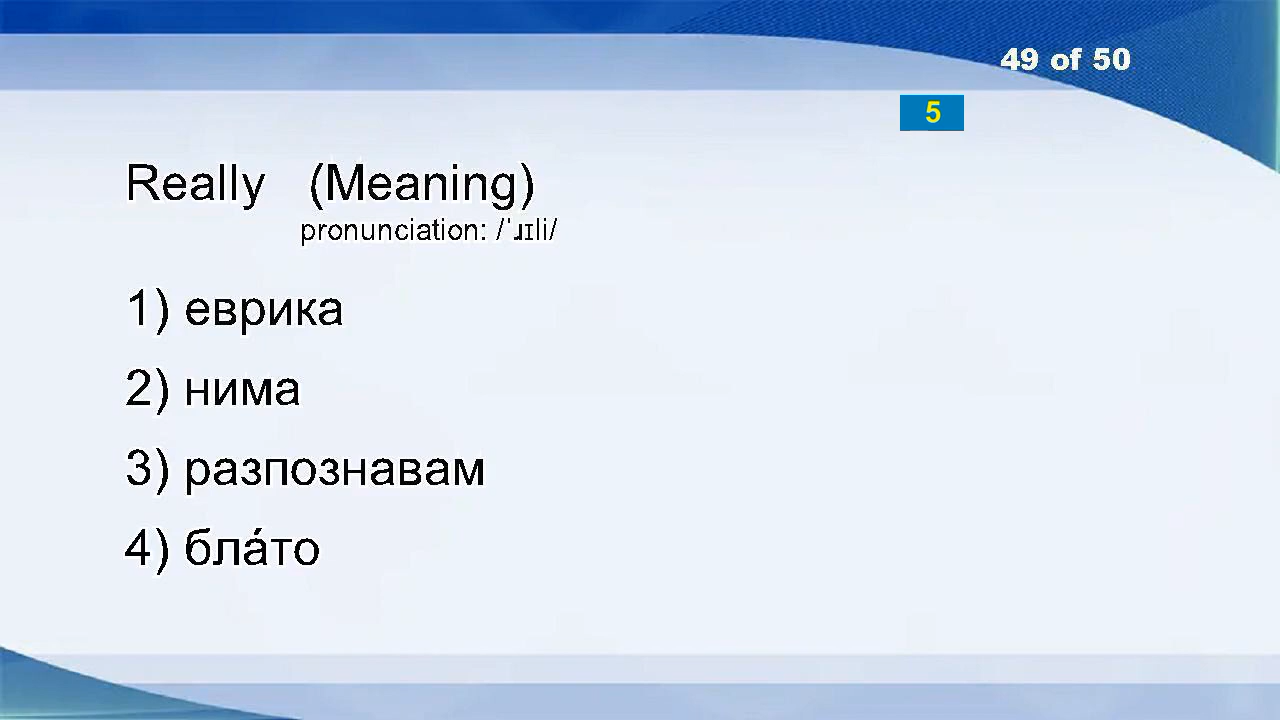 49 of 50
5
Really (Meaning)
pronunciation: /ˈɹɪli/
1) еврика
2) нима
3) разпознавам
4) бла́то